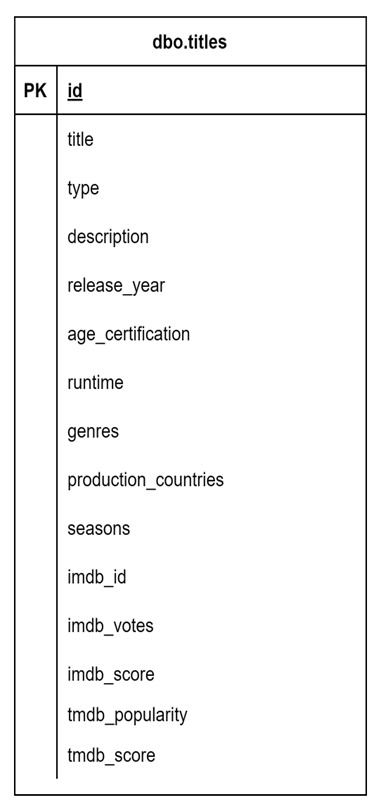 dbo.titles
PK id
title
type
description
release_year
age_certification
runtime
genres
production_countries
seasons
imdb_id
imdb_votes
imdb_score
tmdb_popularity
tmdb_score